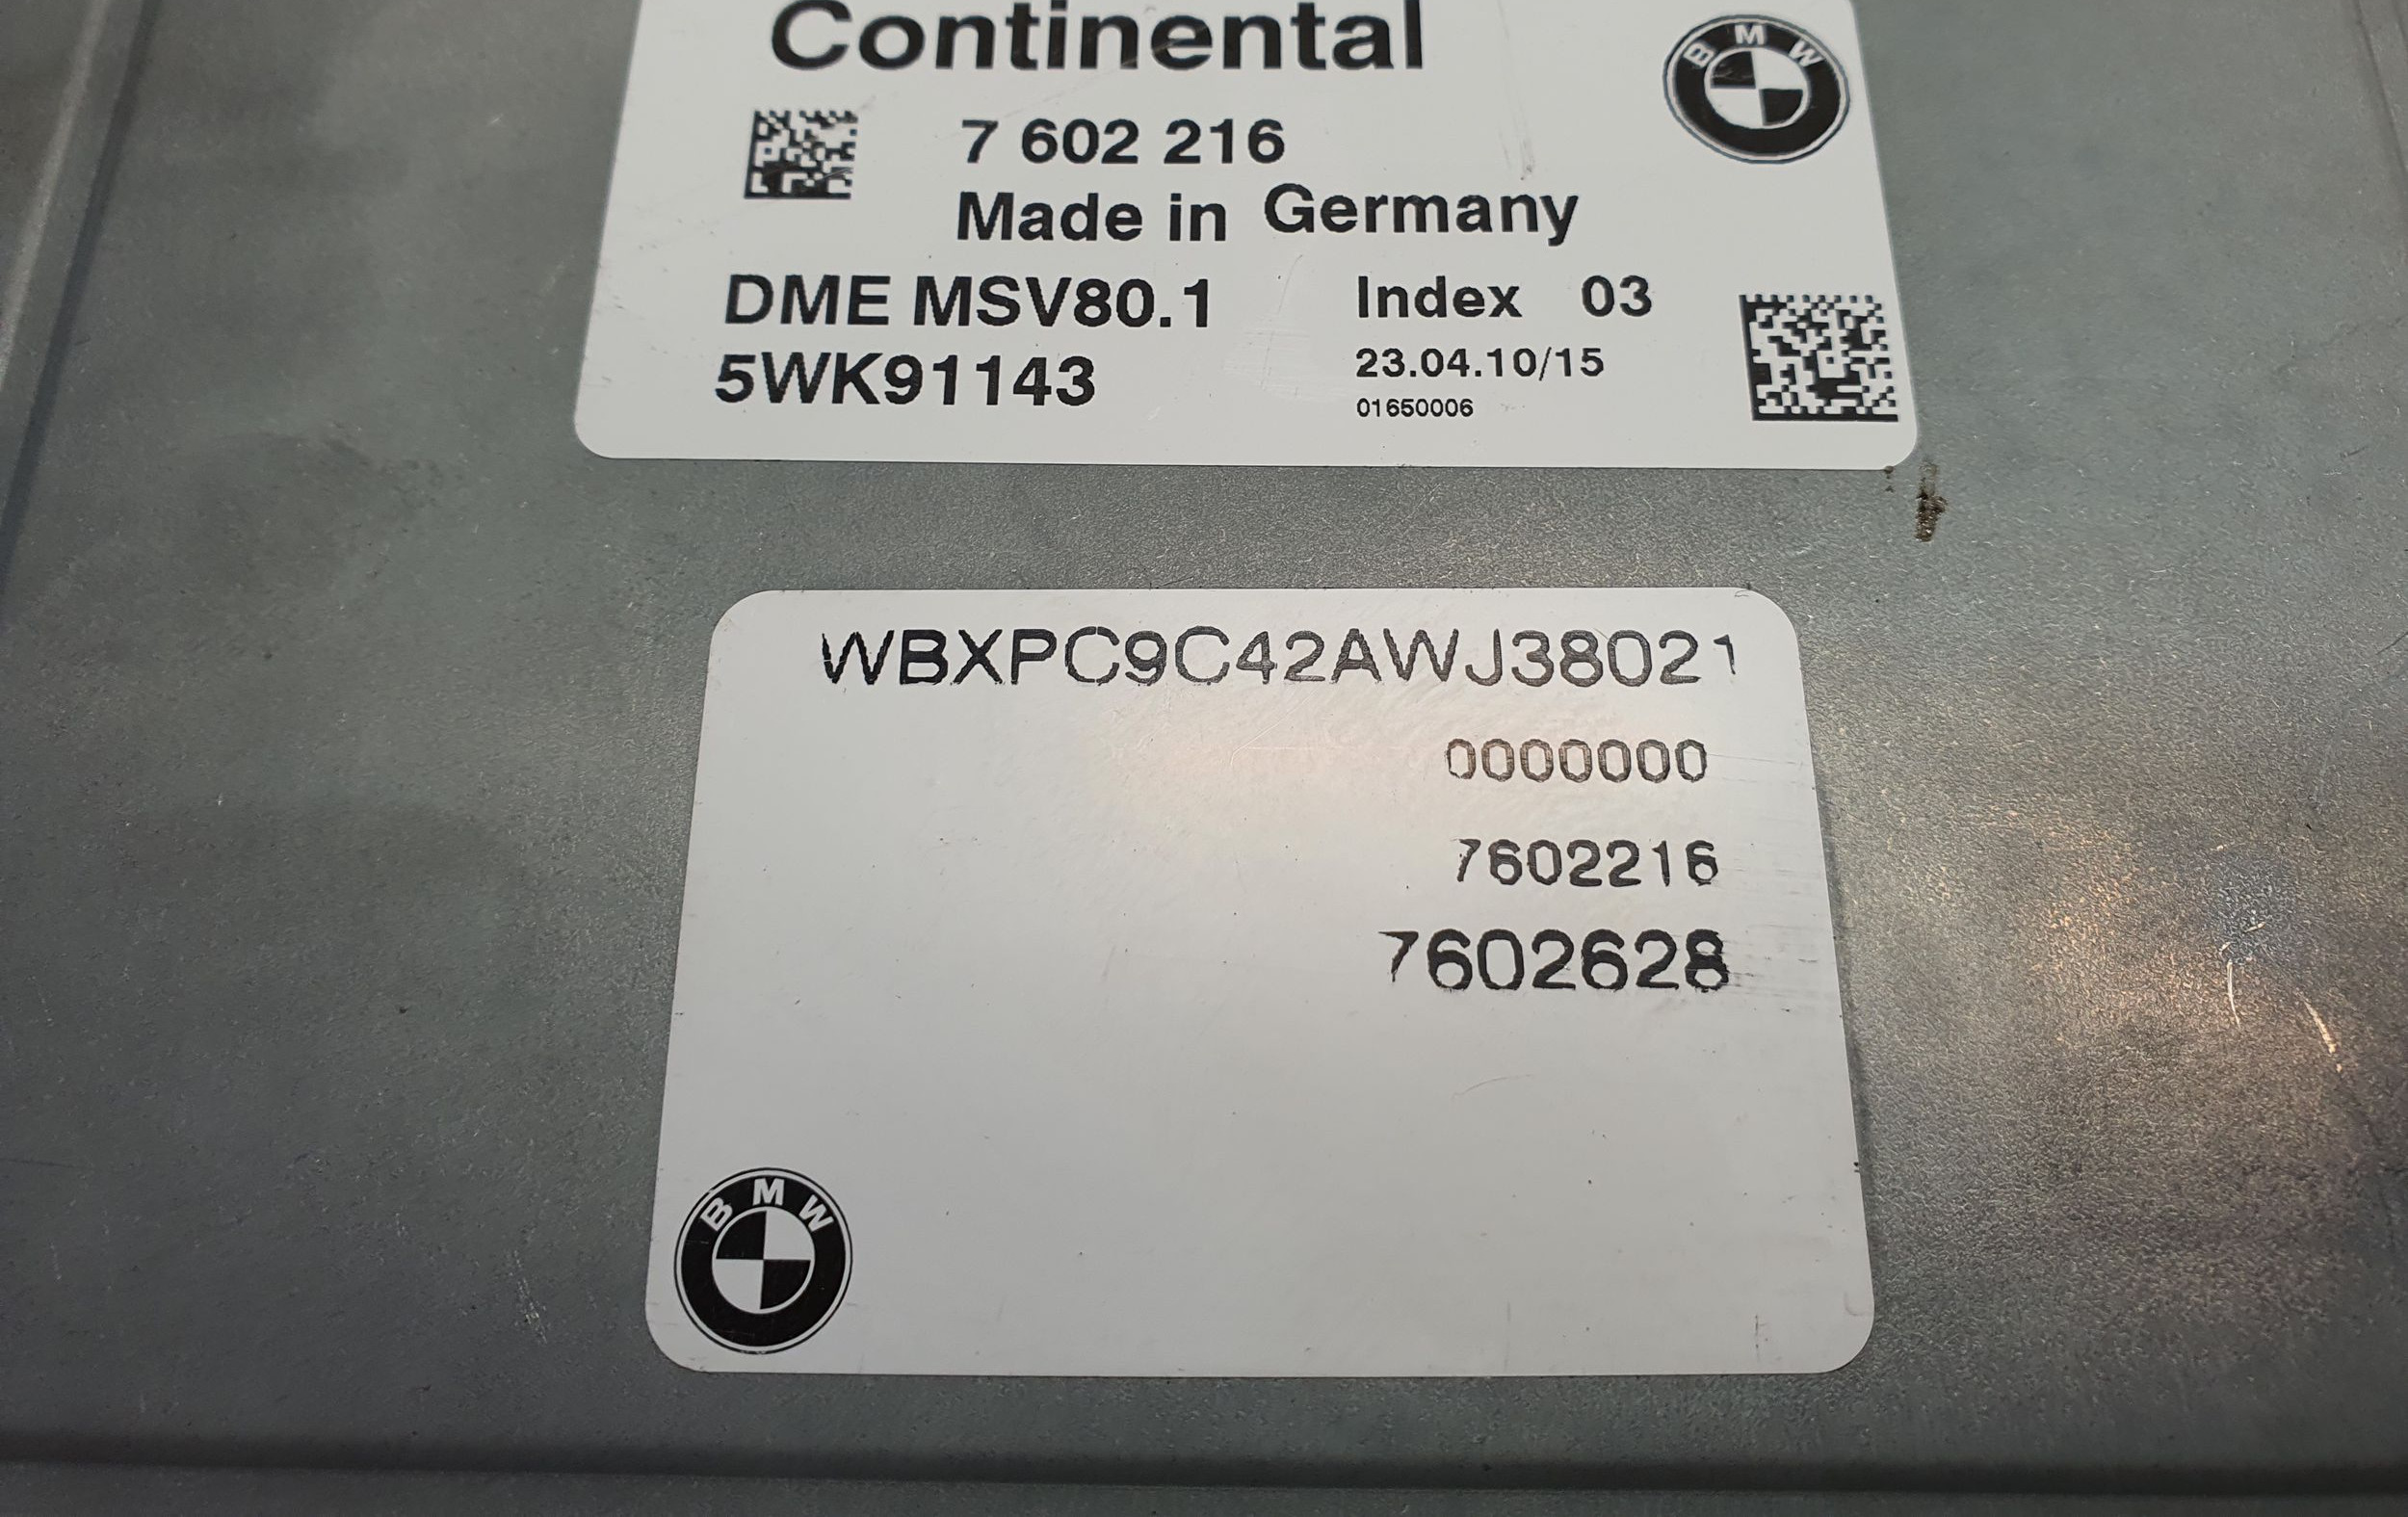 Continental
BMW
7 602 216
Made in Germany
DME MSV80.1 Index 03
5WK91143 23.04.10/15
01650006
WBXPC9C42AWJ38021
0000000
7602216
7602628
BMW